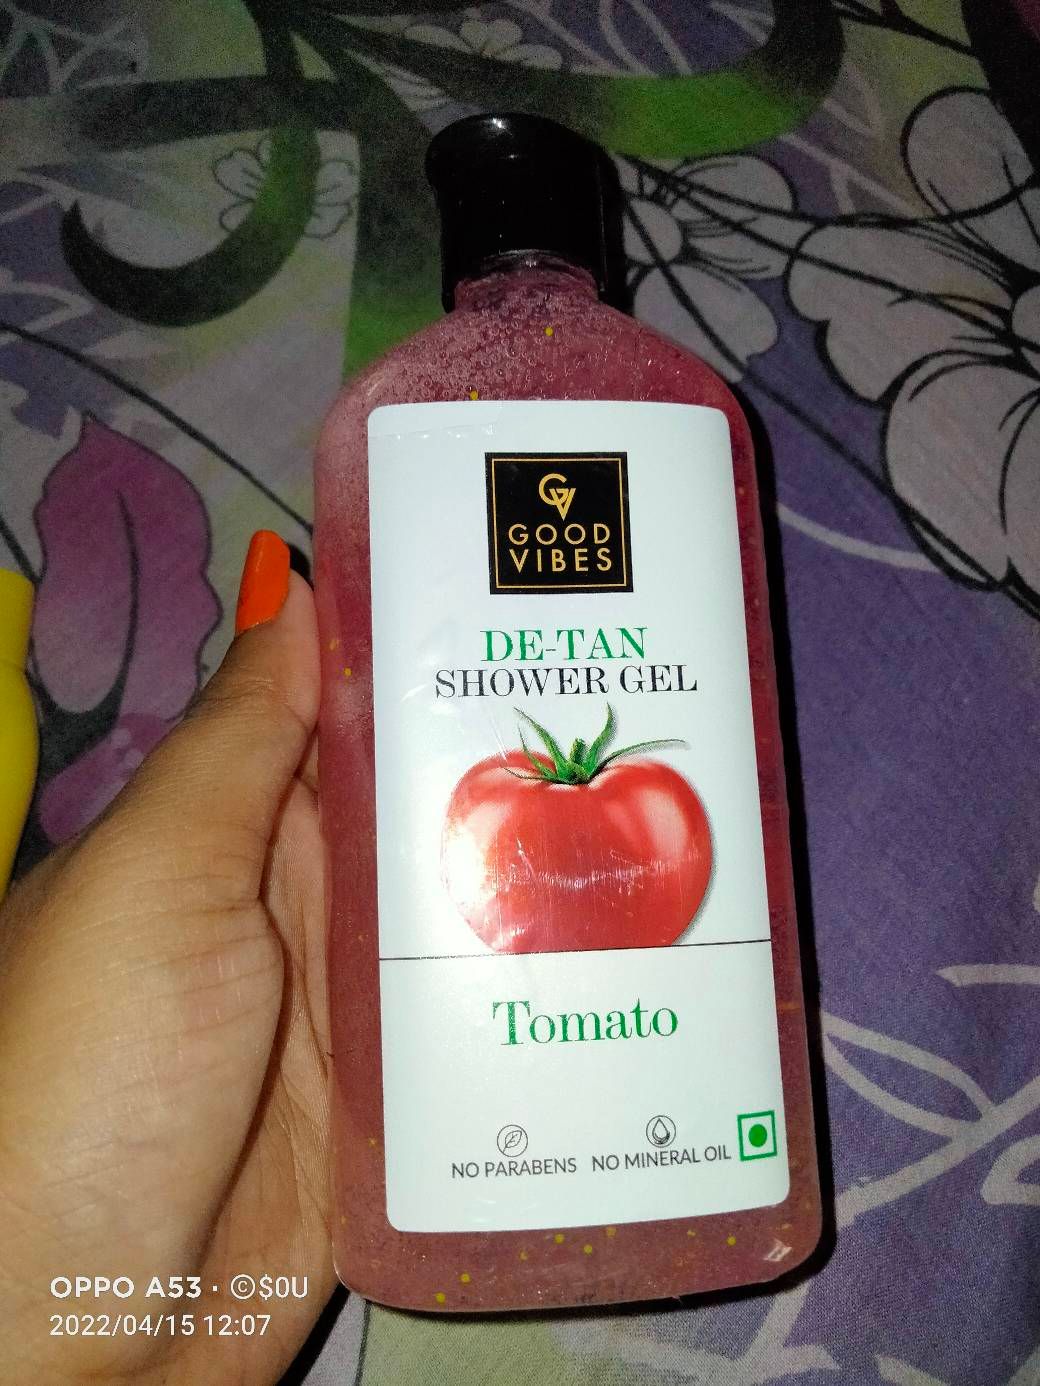 GV
GOOD
VIBES
DE-TAN
SHOWER GEL
Tomato
NO PARABENS
NO MINERAL OIL
OPPO A53 · ©$0U
2022/04/15 12:07